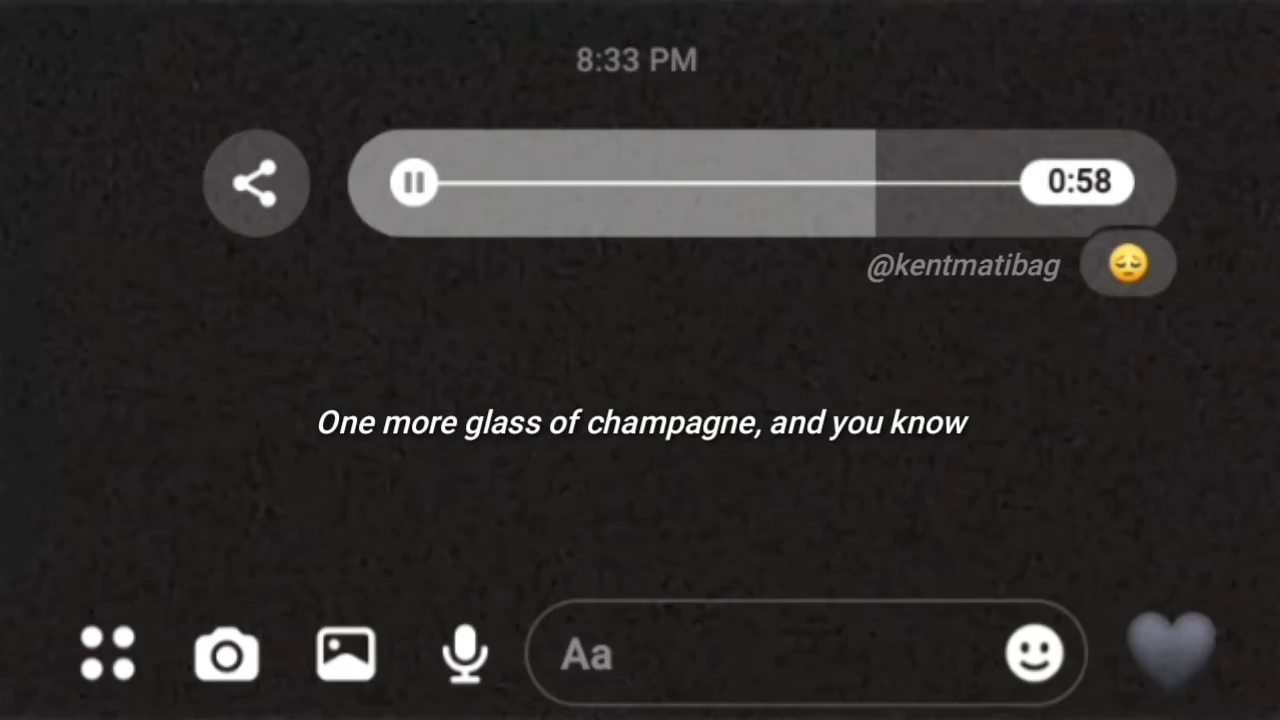 8:33 PM
0:58
@kentmatibag
One more glass of champagne, and you know
Aa